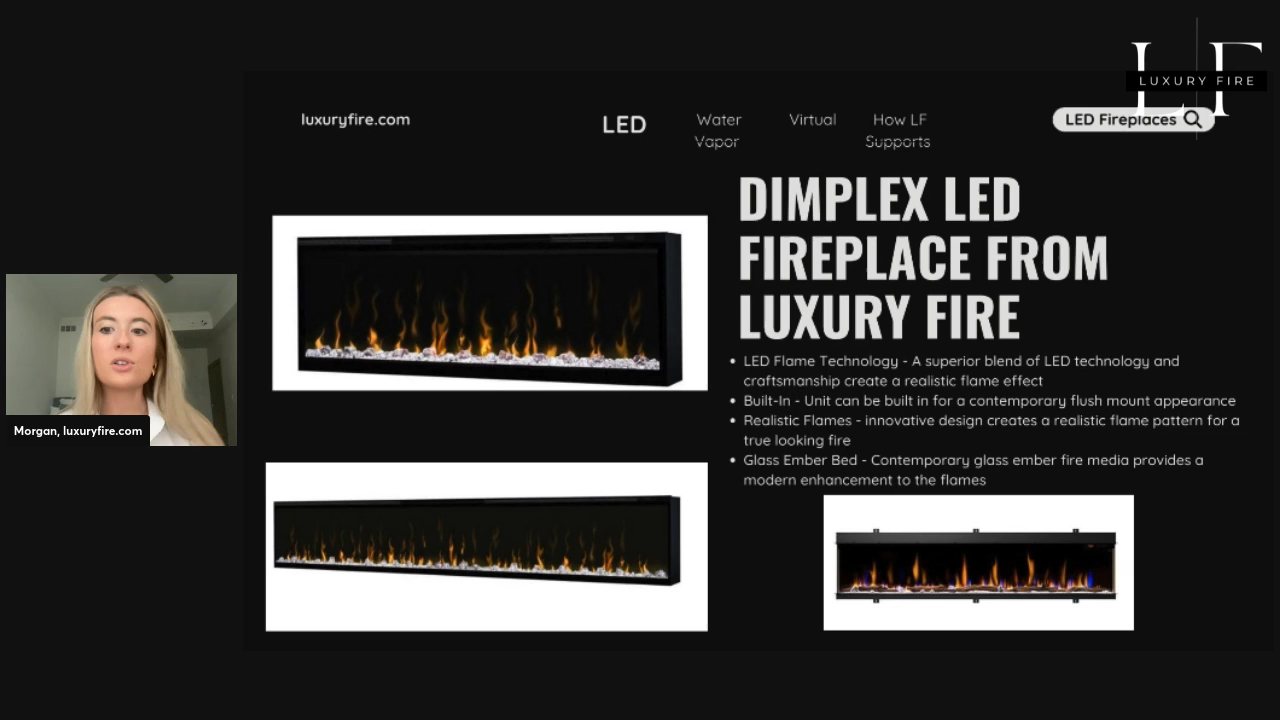 LF
LUXURY FIRE
luxuryfire.com
LED
Water
Vapor
Virtual
How LF
Supports
LED Fireplaces
DIMPLEX LED
FIREPLACE FROM
LUXURY FIRE
• LED Flame Technology - A superior blend of LED technology and
craftsmanship create a realistic flame effect
• Built-In - Unit can be built in for a contemporary flush mount appearance
• Realistic Flames - innovative design creates a realistic flame pattern for a
true looking fire
• Glass Ember Bed - Contemporary glass ember fire media provides a
modern enhancement to the flames
Morgan, luxuryfire.com